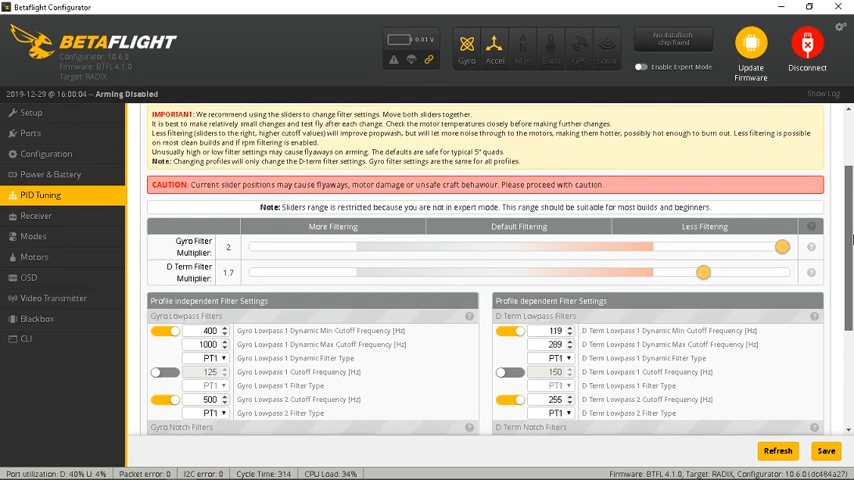 Betaflight Configurator
BETAFLIGHT
Configurator: 10.6.0
Firmware: BTFL 4.1.0
Target: RADIX
0.01 V
Gyro
Accel
Mag
Baro
GPS
Sonar
No dataflash
chip found
Enable Expert Mode
Update
Firmware
Disconnect
2019-12-29 @ 16:00:04 -- Arming Disabled
Show Log
Setup
Ports
Configuration
Power & Battery
PID Tuning
Receiver
Modes
Motors
OSD
Video Transmitter
Blackbox
CLI
IMPORTANT: We recommend using the sliders to change filter settings. Move both sliders together.
It is best to make relatively small changes and test fly after each change. Check the motor temperatures closely before making further changes.
Less filtering (sliders to the right, higher cutoff values) will improve propwash, but will let more noise through to the motors, making them hotter, possibly hot enough to burn out. Less filtering is possible
on most clean builds and if rpm filtering is enabled.
Unusually high or low filter settings may cause flyaways on arming. The defaults are safe for typical 5" quads.
Note: Changing profiles will only change the D-term filter settings. Gyro filter settings are the same for all profiles.
CAUTION: Current slider positions may cause flyaways, motor damage or unsafe craft behaviour. Please proceed with caution.
Note: Sliders range is restricted because you are not in expert mode. This range should be suitable for most builds and beginners.
More Filtering
Default Filtering
Less Filtering
?
Gyro Filter
Multiplier:
2
?
D Term Filter
Multiplier:
1.7
?
Profile independent Filter Settings
Gyro Lowpass Filters
?
400
Gyro Lowpass 1 Dynamic Min Cutoff Frequency [Hz]
1000
Gyro Lowpass 1 Dynamic Max Cutoff Frequency [Hz]
PT1
Gyro Lowpass 1 Dynamic Filter Type
125
Gyro Lowpass 1 Cutoff Frequency [Hz]
PT1
Gyro Lowpass 1 Filter Type
500
Gyro Lowpass 2 Cutoff Frequency [Hz]
PT1
Gyro Lowpass 2 Filter Type
Gyro Notch Filters
?
Profile dependent Filter Settings
D Term Lowpass Filters
?
119
D Term Lowpass 1 Dynamic Min Cutoff Frequency [Hz]
289
D Term Lowpass 1 Dynamic Max Cutoff Frequency [Hz]
PT1
D Term Lowpass 1 Dynamic Filter Type
150
D Term Lowpass 1 Cutoff Frequency [Hz]
PT1
D Term Lowpass 1 Filter Type
255
D Term Lowpass 2 Cutoff Frequency [Hz]
PT1
D Term Lowpass 2 Filter Type
D Term Notch Filters
?
Refresh
Save
Port utilization: D: 40% U: 4%
Packet error: 0
I2C error: 0
Cycle Time: 314
CPU Load: 34%
Firmware: BTFL 4.1.0, Target: RADIX, Configurator: 10.6.0 (dc484a27)